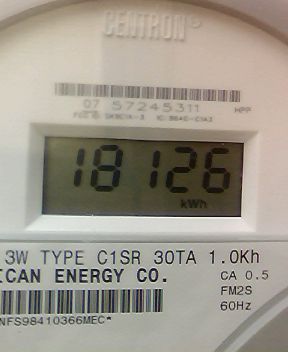 CENTRON®
07 57245311 HPP
18126
kWh
3W TYPE C1SR 30TA 1.0Kh
ICAN ENERGY CO. CA 0.5
FM2S
NFS98410366MEC* 60Hz